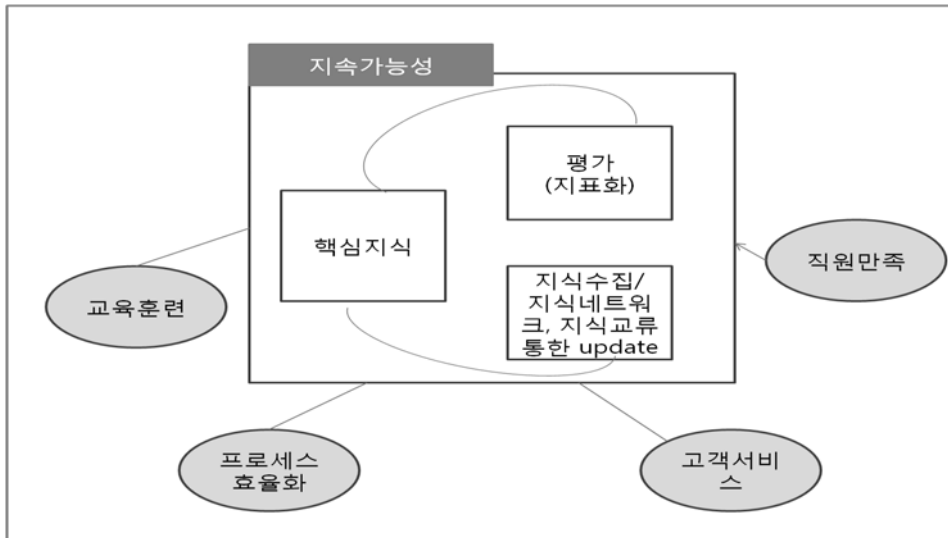 지속가능성
평가
(지표화)
핵심지식
지식수집/
지식네트워
크, 지식교류
통한 update
교육훈련
직원만족
프로세스
효율화
고객서비
스